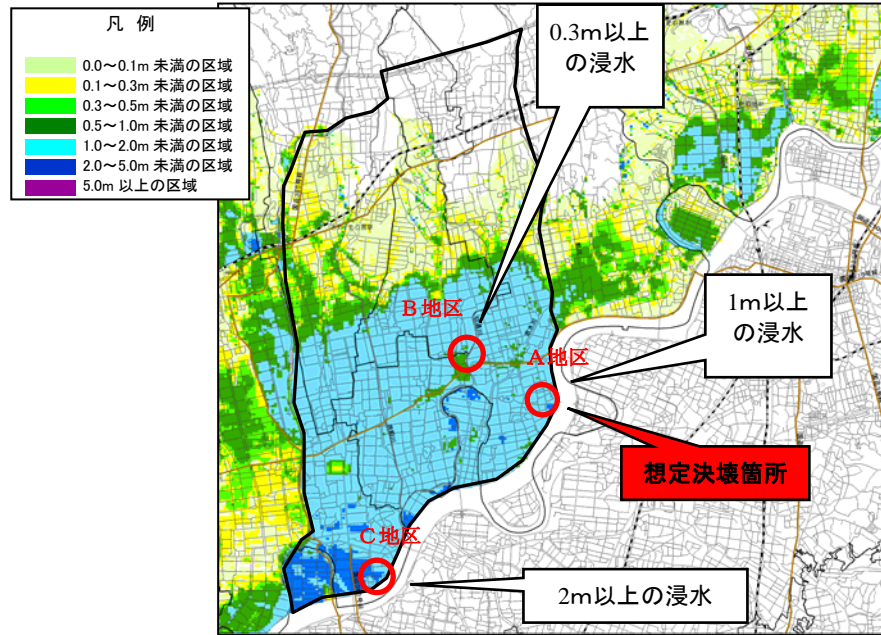 凡 例
0.0～0.1m 未満の区域
0.1～0.3m 未満の区域
0.3～0.5m 未満の区域
0.5～1.0m 未満の区域
1.0～2.0m 未満の区域
2.0～5.0m 未満の区域
5.0m 以上の区域
0.3m以上
の浸水
B地区
A地区
1m以上
の浸水
想定決壊箇所
C地区
2m以上の浸水